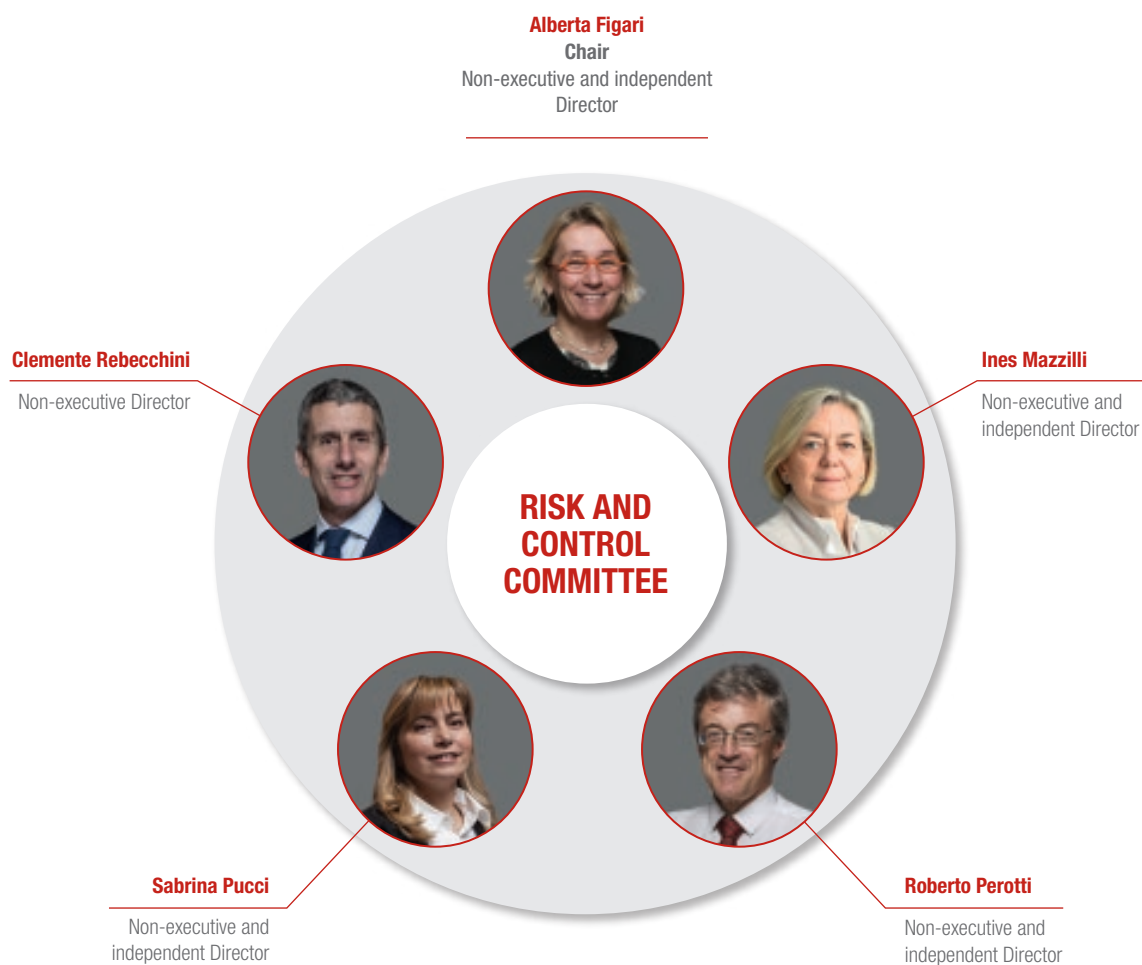 Alberta Figari
Chair
Non-executive and independent
Director
Clemente Rebecchini
Non-executive Director
Ines Mazzilli
Non-executive and
independent Director
RISK AND
CONTROL
COMMITTEE
Sabrina Pucci
Non-executive and
independent Director
Roberto Perotti
Non-executive and
independent Director